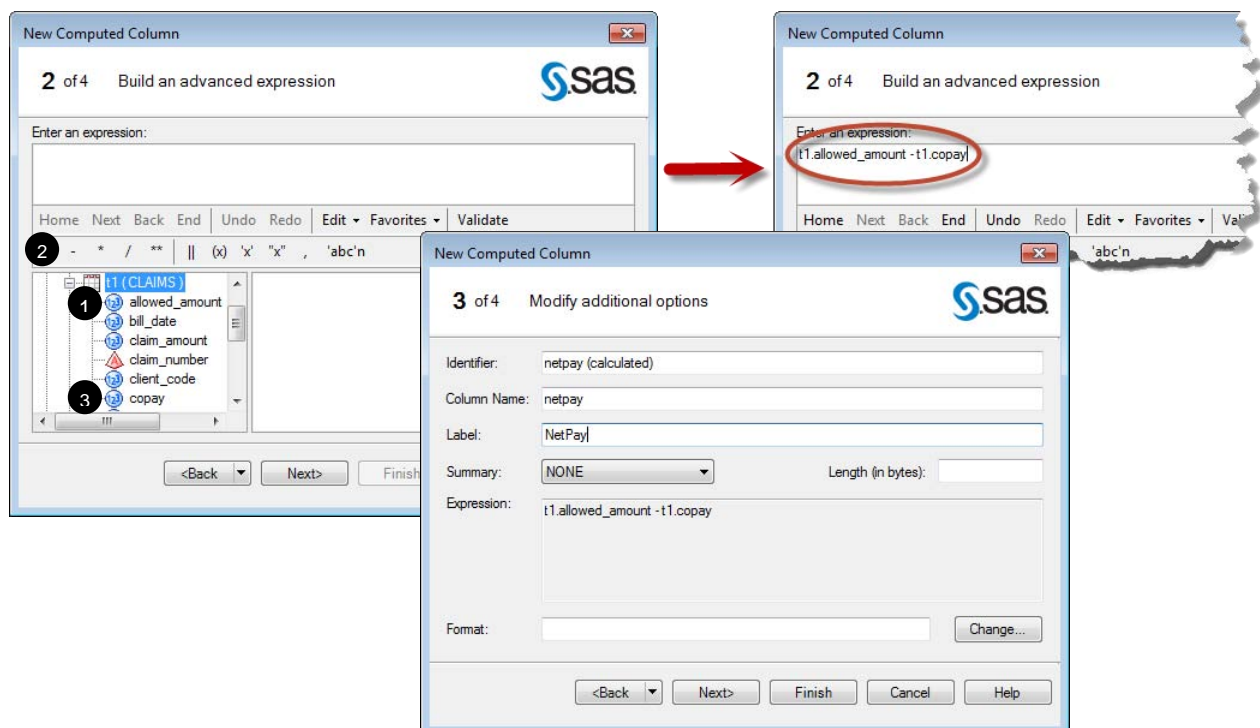 New Computed Column
2 of 4 Build an advanced expression
sas
Enter an expression:
Home Next Back End Undo Redo Edit Favorites Validate
2 - * / ** || (x) 'x' "x" , 'abc'n
t1 (CLAIMS)
1 allowed_amount
bill_date
claim_amount
claim_number
client_code
3 copay
<Back Next> Finish
New Computed Column
2 of 4 Build an advanced expression
Enter an expression:
t1.allowed_amount - t1.copay
Home Next Back End Undo Redo Edit Favorites
'abc'n
New Computed Column
3 of 4 Modify additional options
sas
Identifier: netpay (calculated)
Column Name: netpay
Label: NetPay
Summary: NONE Length (in bytes):
Expression: t1.allowed_amount - t1.copay
Format: Change...
<Back Next> Finish Cancel Help